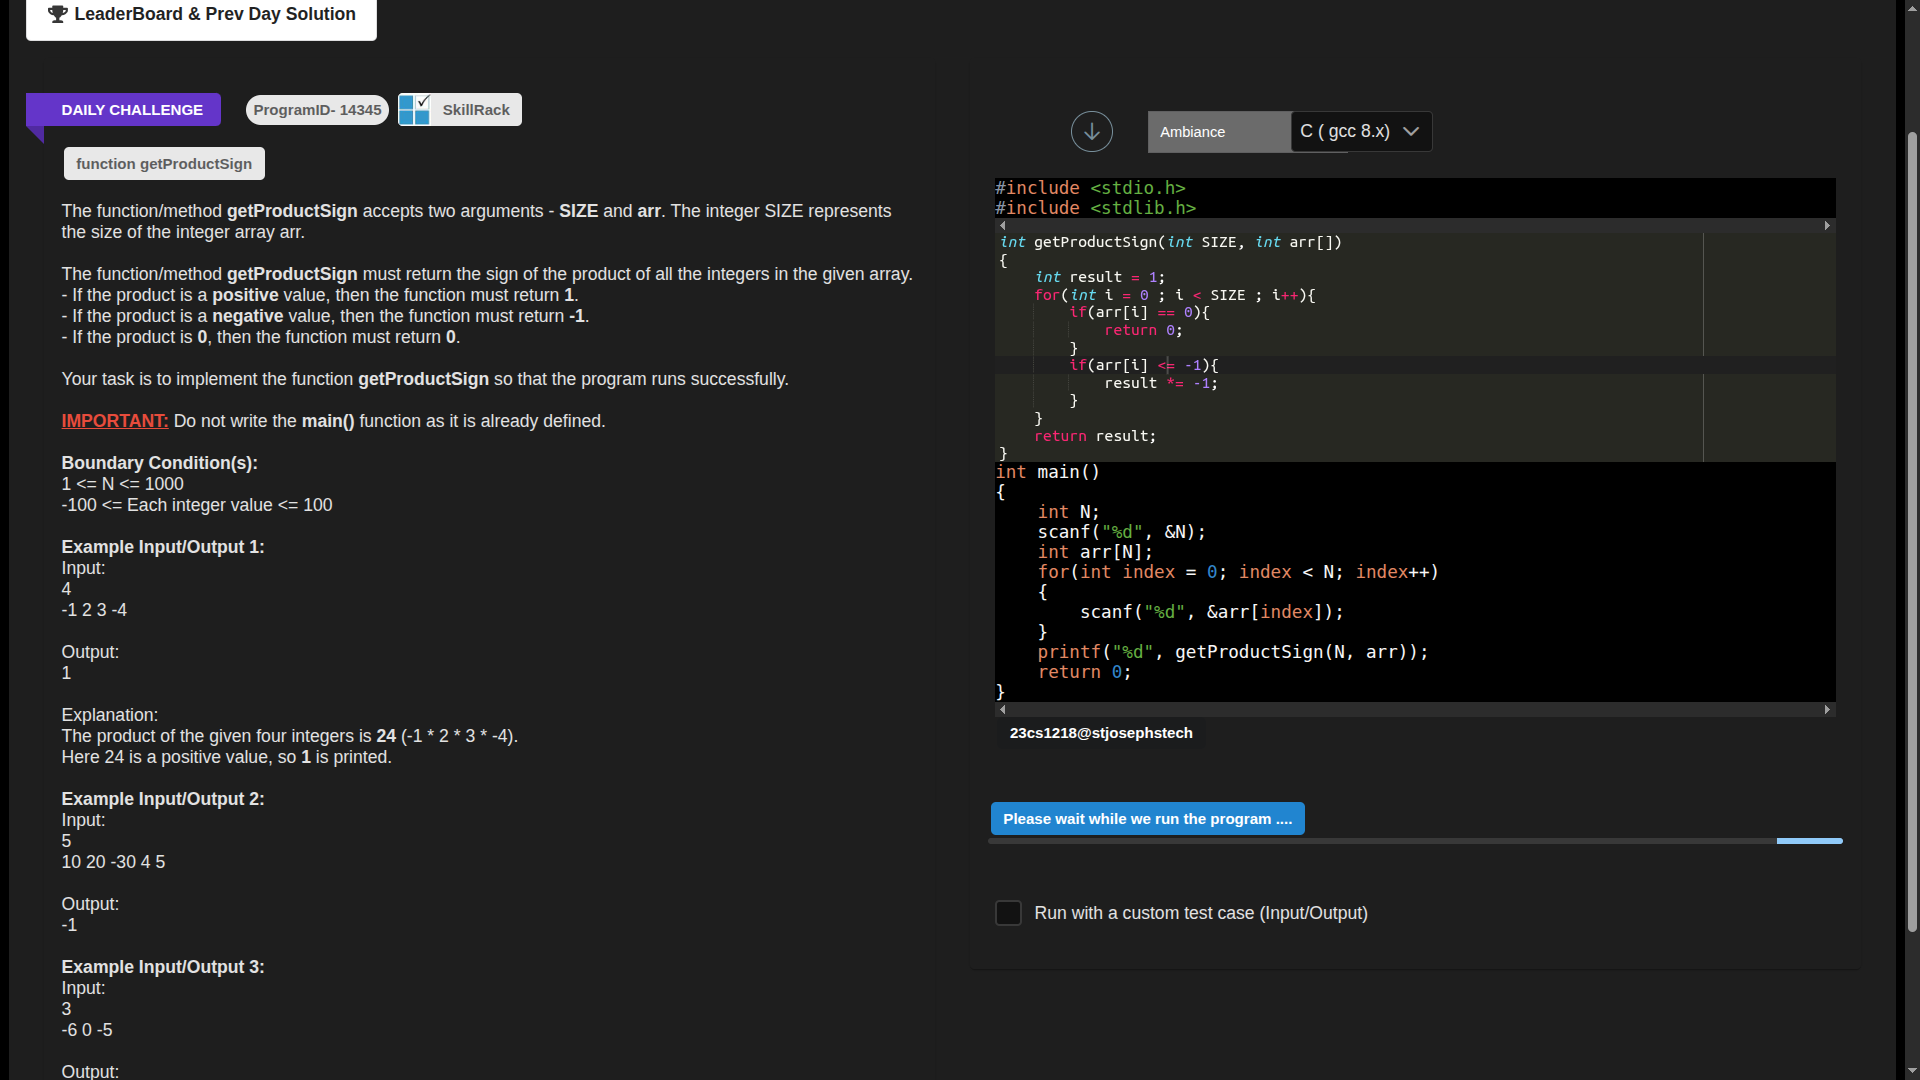 LeaderBoard & Prev Day Solution
DAILY CHALLENGE
ProgramID- 14345
SkillRack
function getProductSign
The function/method getProductSign accepts two arguments - SIZE and arr. The integer SIZE represents
the size of the integer array arr.
The function/method getProductSign must return the sign of the product of all the integers in the given array.
- If the product is a positive value, then the function must return 1.
- If the product is a negative value, then the function must return -1.
- If the product is 0, then the function must return 0.
Your task is to implement the function getProductSign so that the program runs successfully.
IMPORTANT: Do not write the main() function as it is already defined.
Boundary Condition(s):
1 <= N <= 1000
-100 <= Each integer value <= 100
Example Input/Output 1:
Input:
4
-1 2 3 -4
Output:
1
Explanation:
The product of the given four integers is 24 (-1 * 2 * 3 * -4).
Here 24 is a positive value, so 1 is printed.
Example Input/Output 2:
Input:
5
10 20 -30 4 5
Output:
-1
Example Input/Output 3:
Input:
3
-6 0 -5
Output:
Ambiance
C ( gcc 8.x)
#include <stdio.h>
#include <stdlib.h>
int getProductSign(int SIZE, int arr[])
{
    int result = 1;
    for(int i = 0 ; i < SIZE ; i++){
        if(arr[i] == 0){
            return 0;
        }
        if(arr[i] <= -1){
            result *= -1;
        }
    }
    return result;
}
int main()
{
    int N;
    scanf("%d", &N);
    int arr[N];
    for(int index = 0; index < N; index++)
    {
        scanf("%d", &arr[index]);
    }
    printf("%d", getProductSign(N, arr));
    return 0;
}
23cs1218@stjosephstech
Please wait while we run the program ....
Run with a custom test case (Input/Output)